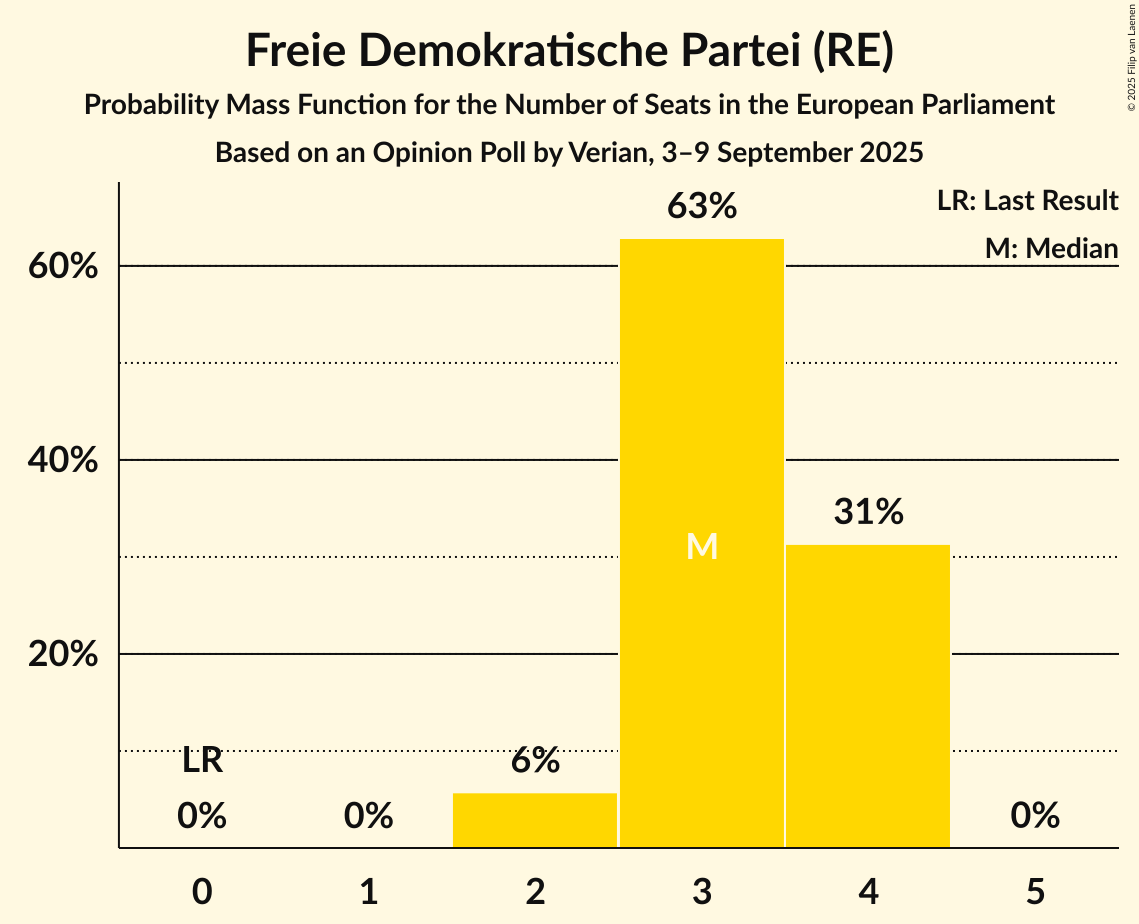 Freie Demokratische Partei (RE)
Probability Mass Function for the Number of Seats in the European Parliament
Based on an Opinion Poll by Verian, 3–9 September 2025
© 2025 Filip van Laenen
LR: Last Result
M: Median
63%
60%
40%
31%
M
20%
LR
6%
0%
0%
0%
0
1
2
3
4
5